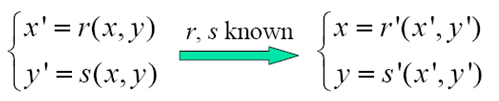 x' = r(x, y)
y' = s(x, y)
r, s known
x = r'(x', y')
y = s'(x', y')